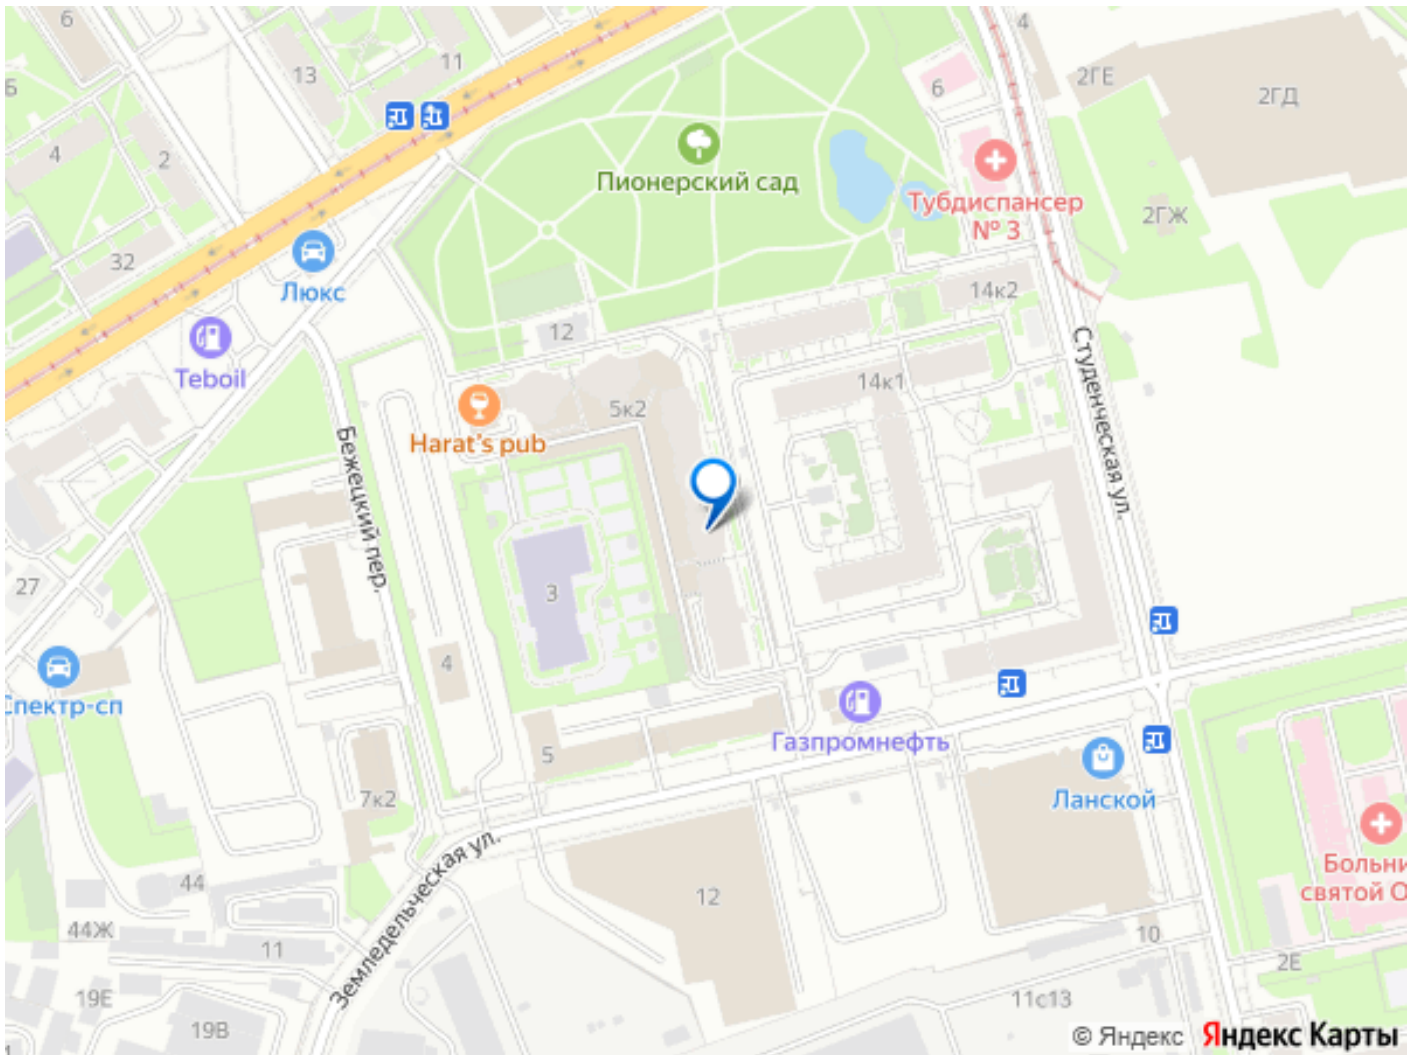 6
4
13
11
2ГЕ
6
2ГД
Б
4
2
Пионерский сад
Тубдиспансер
№ 3
2ГЖ
32
Люкс
14к2
12
Teboil
14к1
5к2
Студенческая ул.
Harat's pub
Бежецкий пер.
27
3
4
Спектр-сп
Газпромнефть
5
7к2
Ланской
Земледельческая ул.
Больни
святой О
44
12
44Ж
11
10
2Е
19Е
11с13
19В
1
© Яндекс Яндекс Карты